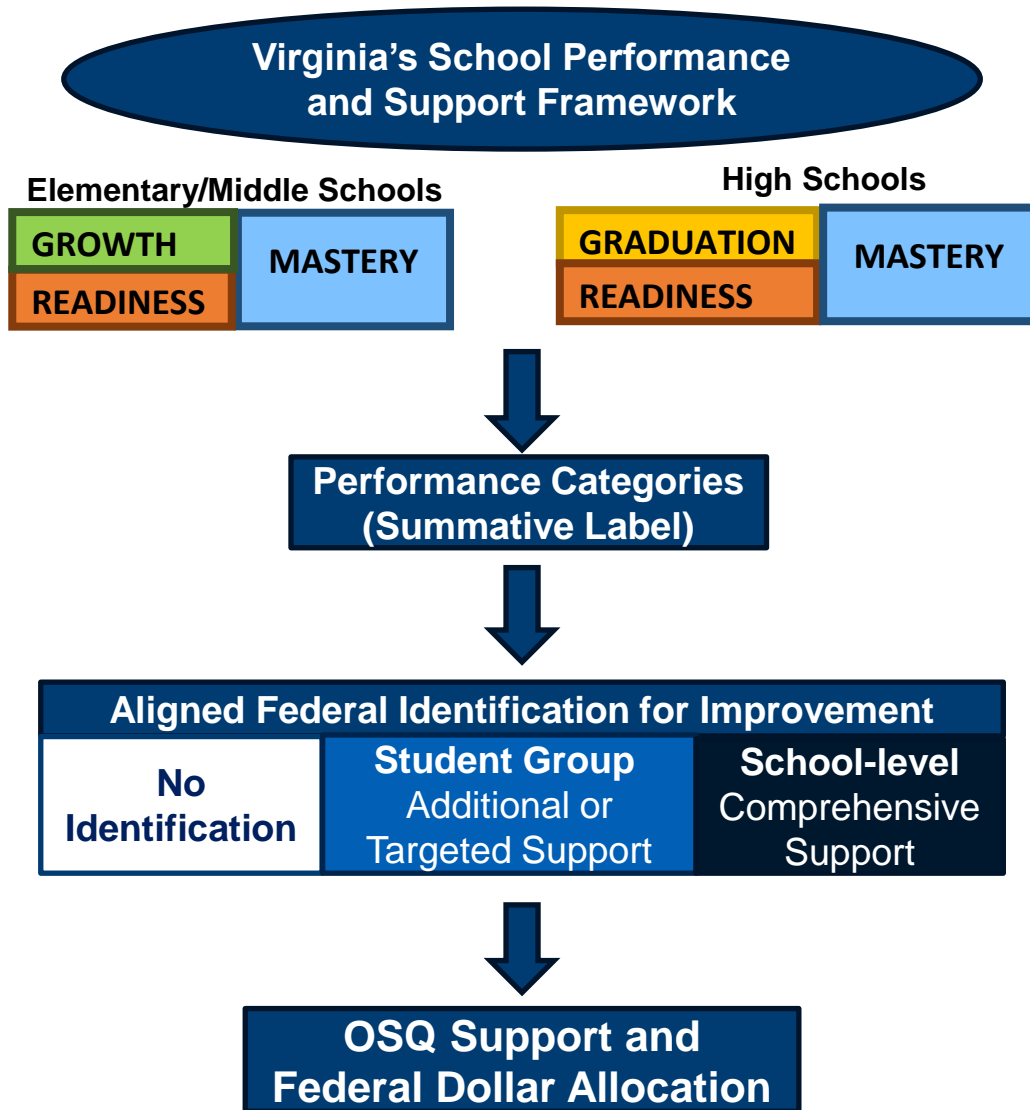 Virginia’s School Performance
and Support Framework
Elementary/Middle Schools
GROWTH
READINESS
MASTERY
High Schools
GRADUATION
READINESS
MASTERY
Performance Categories
(Summative Label)
Aligned Federal Identification for Improvement
No
Identification
Student Group
Additional or
Targeted Support
School-level
Comprehensive
Support
OSQ Support and
Federal Dollar Allocation